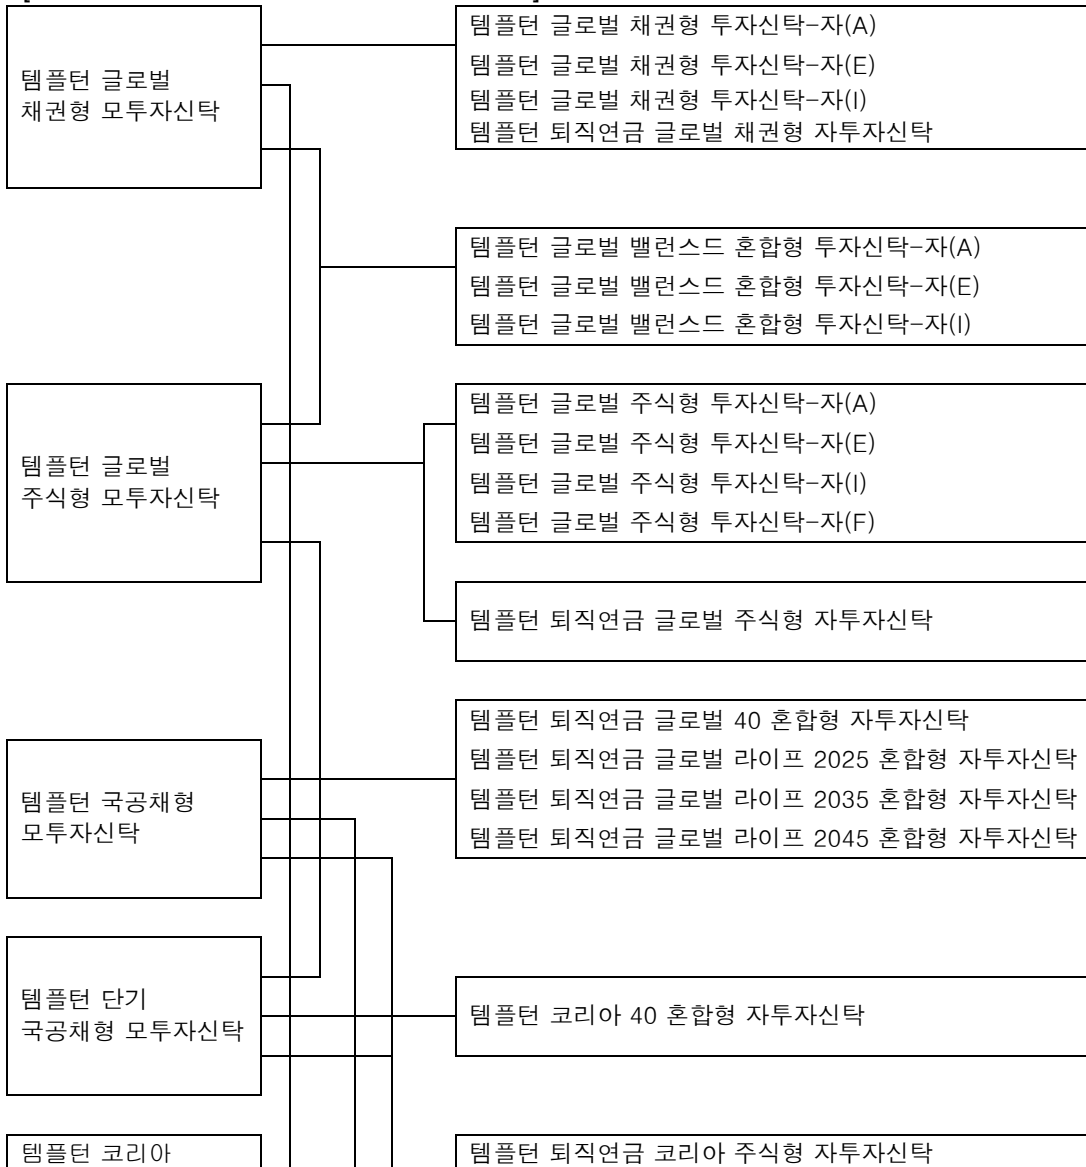 템플턴 글로벌
채권형 모투자신탁
템플턴 글로벌 채권형 투자신탁-자(A)
템플턴 글로벌 채권형 투자신탁-자(E)
템플턴 글로벌 채권형 투자신탁-자(I)
템플턴 퇴직연금 글로벌 채권형 자투자신탁
템플턴 글로벌 밸런스드 혼합형 투자신탁-자(A)
템플턴 글로벌 밸런스드 혼합형 투자신탁-자(E)
템플턴 글로벌 밸런스드 혼합형 투자신탁-자(I)
템플턴 글로벌
주식형 모투자신탁
템플턴 글로벌 주식형 투자신탁-자(A)
템플턴 글로벌 주식형 투자신탁-자(E)
템플턴 글로벌 주식형 투자신탁-자(I)
템플턴 글로벌 주식형 투자신탁-자(F)
템플턴 퇴직연금 글로벌 주식형 자투자신탁
템플턴 국공채형
모투자신탁
템플턴 퇴직연금 글로벌 40 혼합형 자투자신탁
템플턴 퇴직연금 글로벌 라이프 2025 혼합형 자투자신탁
템플턴 퇴직연금 글로벌 라이프 2035 혼합형 자투자신탁
템플턴 퇴직연금 글로벌 라이프 2045 혼합형 자투자신탁
템플턴 단기
국공채형 모투자신탁
템플턴 코리아 40 혼합형 자투자신탁
템플턴 코리아
템플턴 퇴직연금 코리아 주식형 자투자신탁